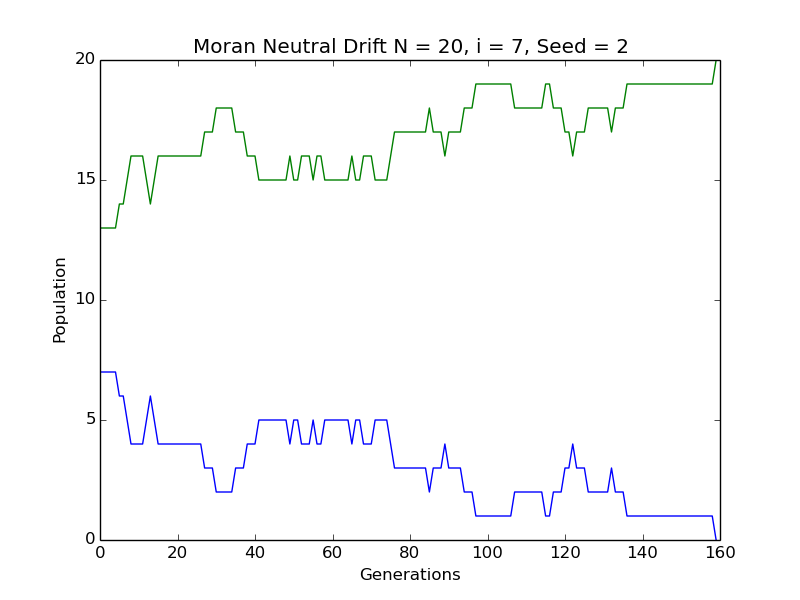 Moran Neutral Drift N = 20, i = 7, Seed = 2
20
15
10
5
0
Population
0 20 40 60 80 100 120 140 160
Generations